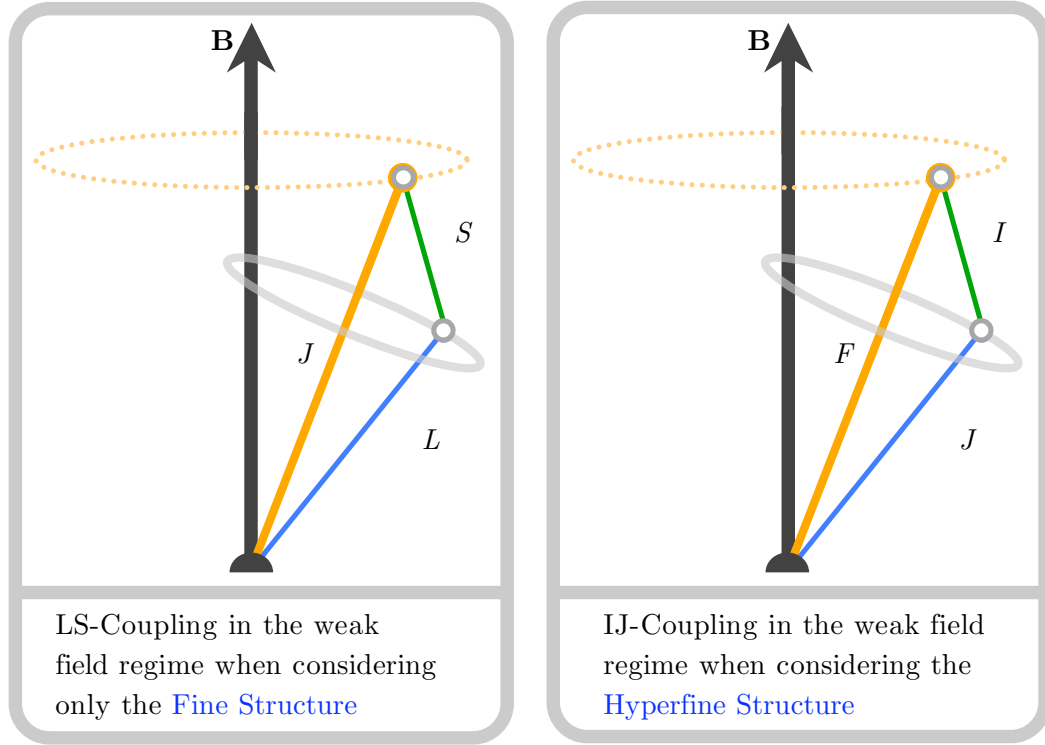 B
S
J
L
LS-Coupling in the weak
field regime when considering
only the Fine Structure
B
I
F
J
IJ-Coupling in the weak field
regime when considering the
Hyperfine Structure